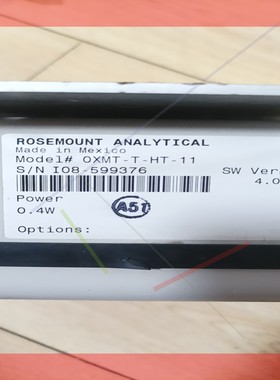 ROSEMOUNT ANALYTICAL
Made in Mexico
Model# OXMT-T-HT-11
S/N I08-599376
SW Ver
4.0
Power
0.4W
A51
Options: